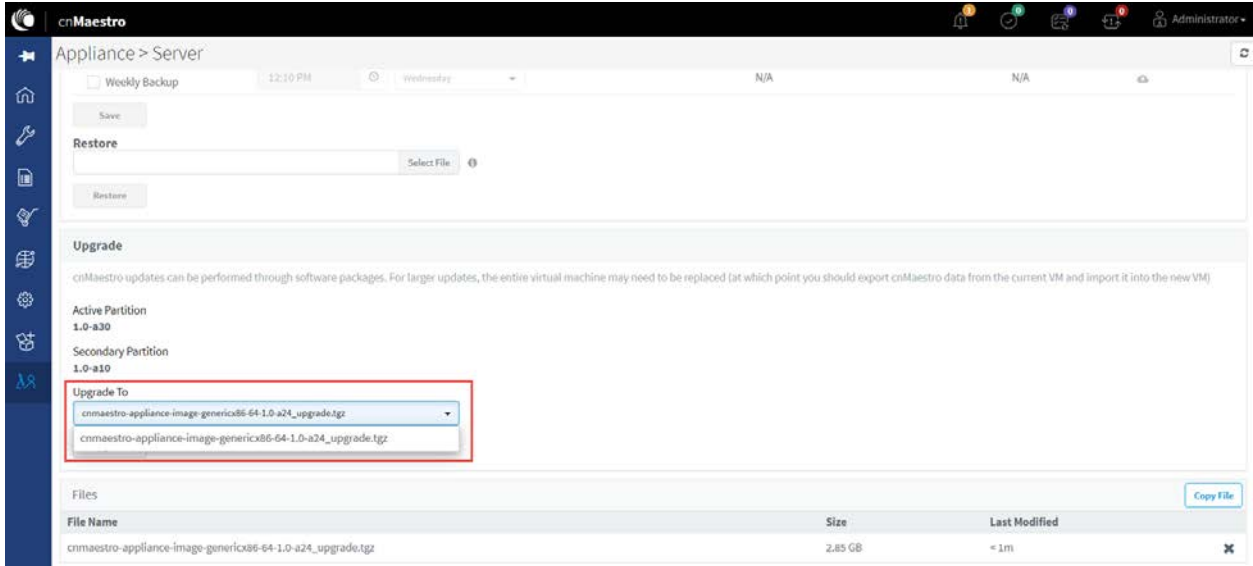 cnMaestro
1 0 0 0 Administrator
Appliance > Server
Weekly Backup 12:10 PM Wednesday N/A N/A
Save
Restore
Select File
Restore
Upgrade
cnMaestro updates can be performed through software packages. For larger updates, the entire virtual machine may need to be replaced (at which point you should export cnMaestro data from the current VM and import it into the new VM)
Active Partition
1.0-a30
Secondary Partition
1.0-a10
Upgrade To
cnmaestro-appliance-image-genericx86-64-1.0-a24_upgrade.tgz
cnmaestro-appliance-image-genericx86-64-1.0-a24_upgrade.tgz
Files Copy File
File Name Size Last Modified
cnmaestro-appliance-image-genericx86-64-1.0-a24_upgrade.tgz 2.85 GB < 1m